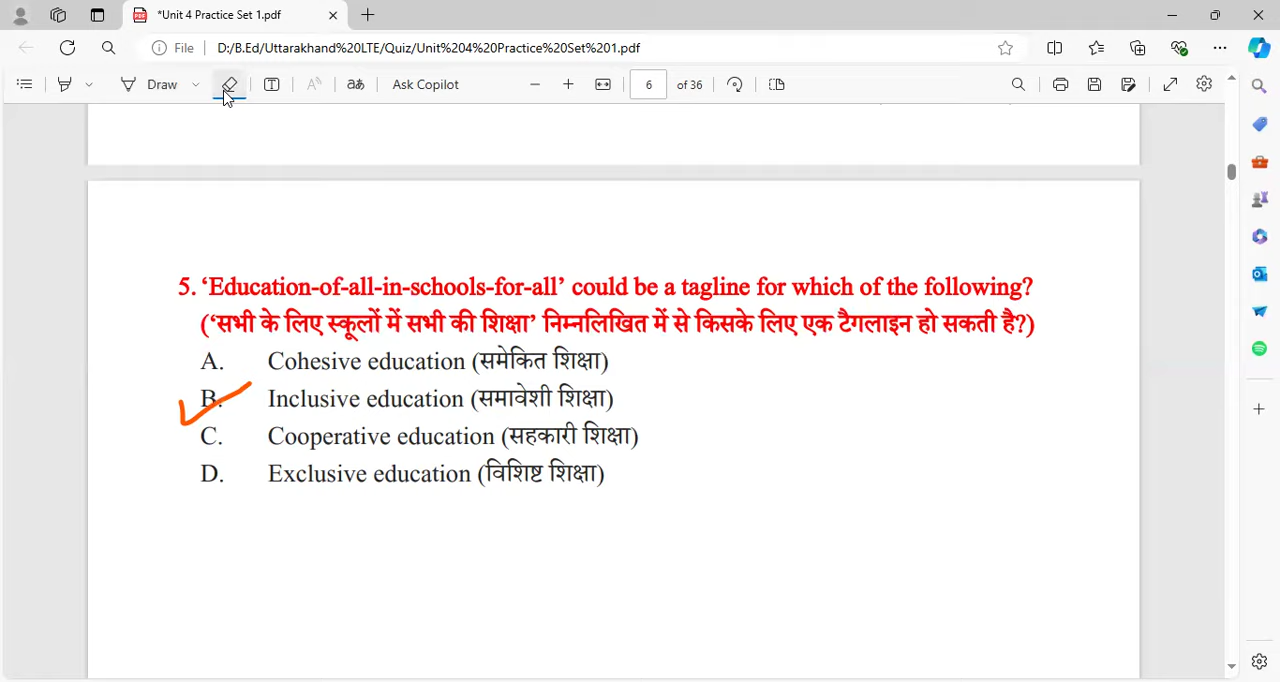 *Unit 4 Practice Set 1.pdf
File D:/B.Ed/Uttarakhand%20LTE/Quiz/Unit%204%20Practice%20Set%201.pdf
Draw Ask Copilot 6 of 36
5. ‘Education-of-all-in-schools-for-all’ could be a tagline for which of the following?
(‘सभी के लिए स्कूलों में सभी की शिक्षा’ निम्नलिखित में से किसके लिए एक टैगलाइन हो सकती है?)
A. Cohesive education (समेकित शिक्षा)
B. Inclusive education (समावेशी शिक्षा)
C. Cooperative education (सहकारी शिक्षा)
D. Exclusive education (विशिष्ट शिक्षा)